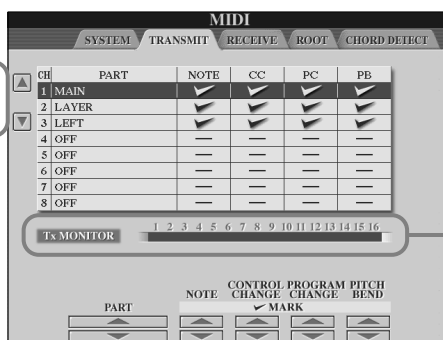 MIDI
SYSTEM TRANSMIT RECEIVE ROOT CHORD DETECT
CH PART NOTE CC PC PB
1 MAIN
2 LAYER
3 LEFT
4 OFF
5 OFF
6 OFF
7 OFF
8 OFF
Tx MONITOR 1 2 3 4 5 6 7 8 9 10 11 12 13 14 15 16
PART NOTE CONTROL CHANGE PROGRAM CHANGE PITCH BEND
MARK